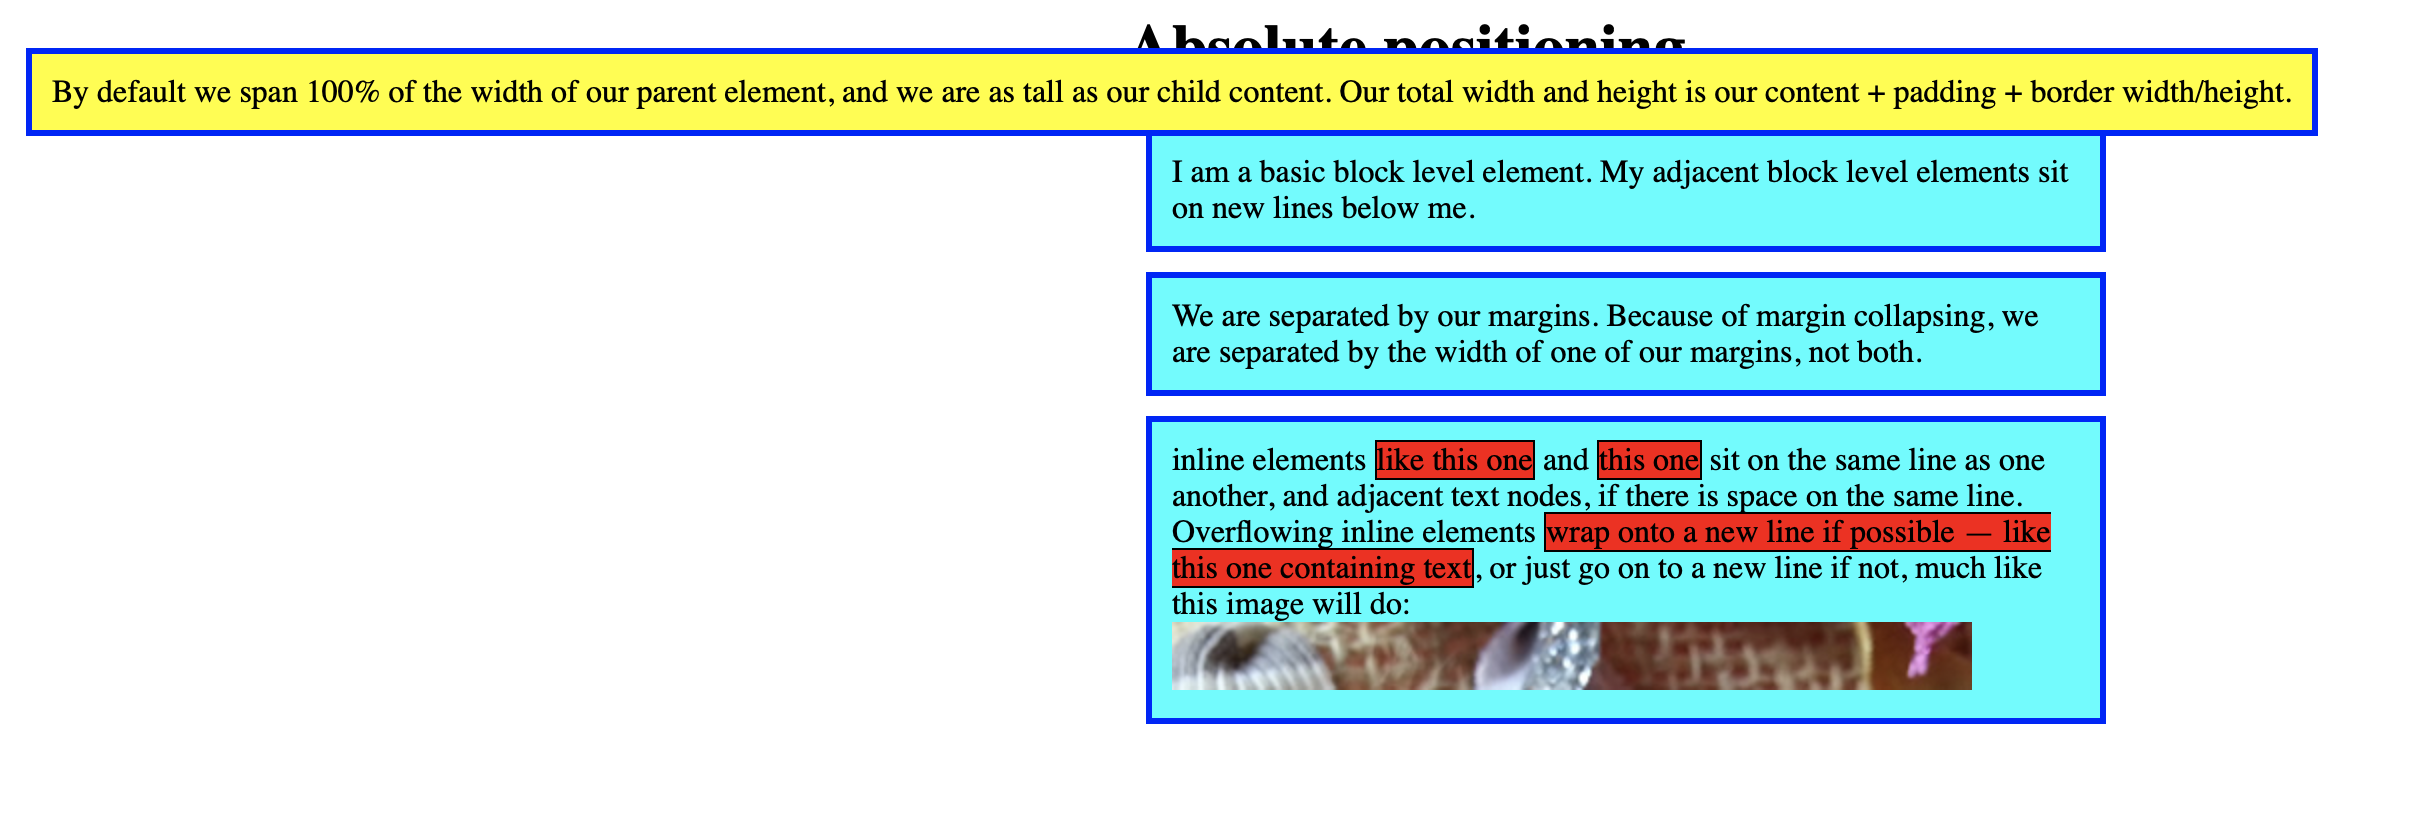 Absolute positioning
By default we span 100% of the width of our parent element, and we are as tall as our child content. Our total width and height is our content + padding + border width/height.
I am a basic block level element. My adjacent block level elements sit
on new lines below me.
We are separated by our margins. Because of margin collapsing, we
are separated by the width of one of our margins, not both.
inline elements like this one and this one sit on the same line as one
another, and adjacent text nodes, if there is space on the same line.
Overflowing inline elements wrap onto a new line if possible — like
this one containing text, or just go on to a new line if not, much like
this image will do: